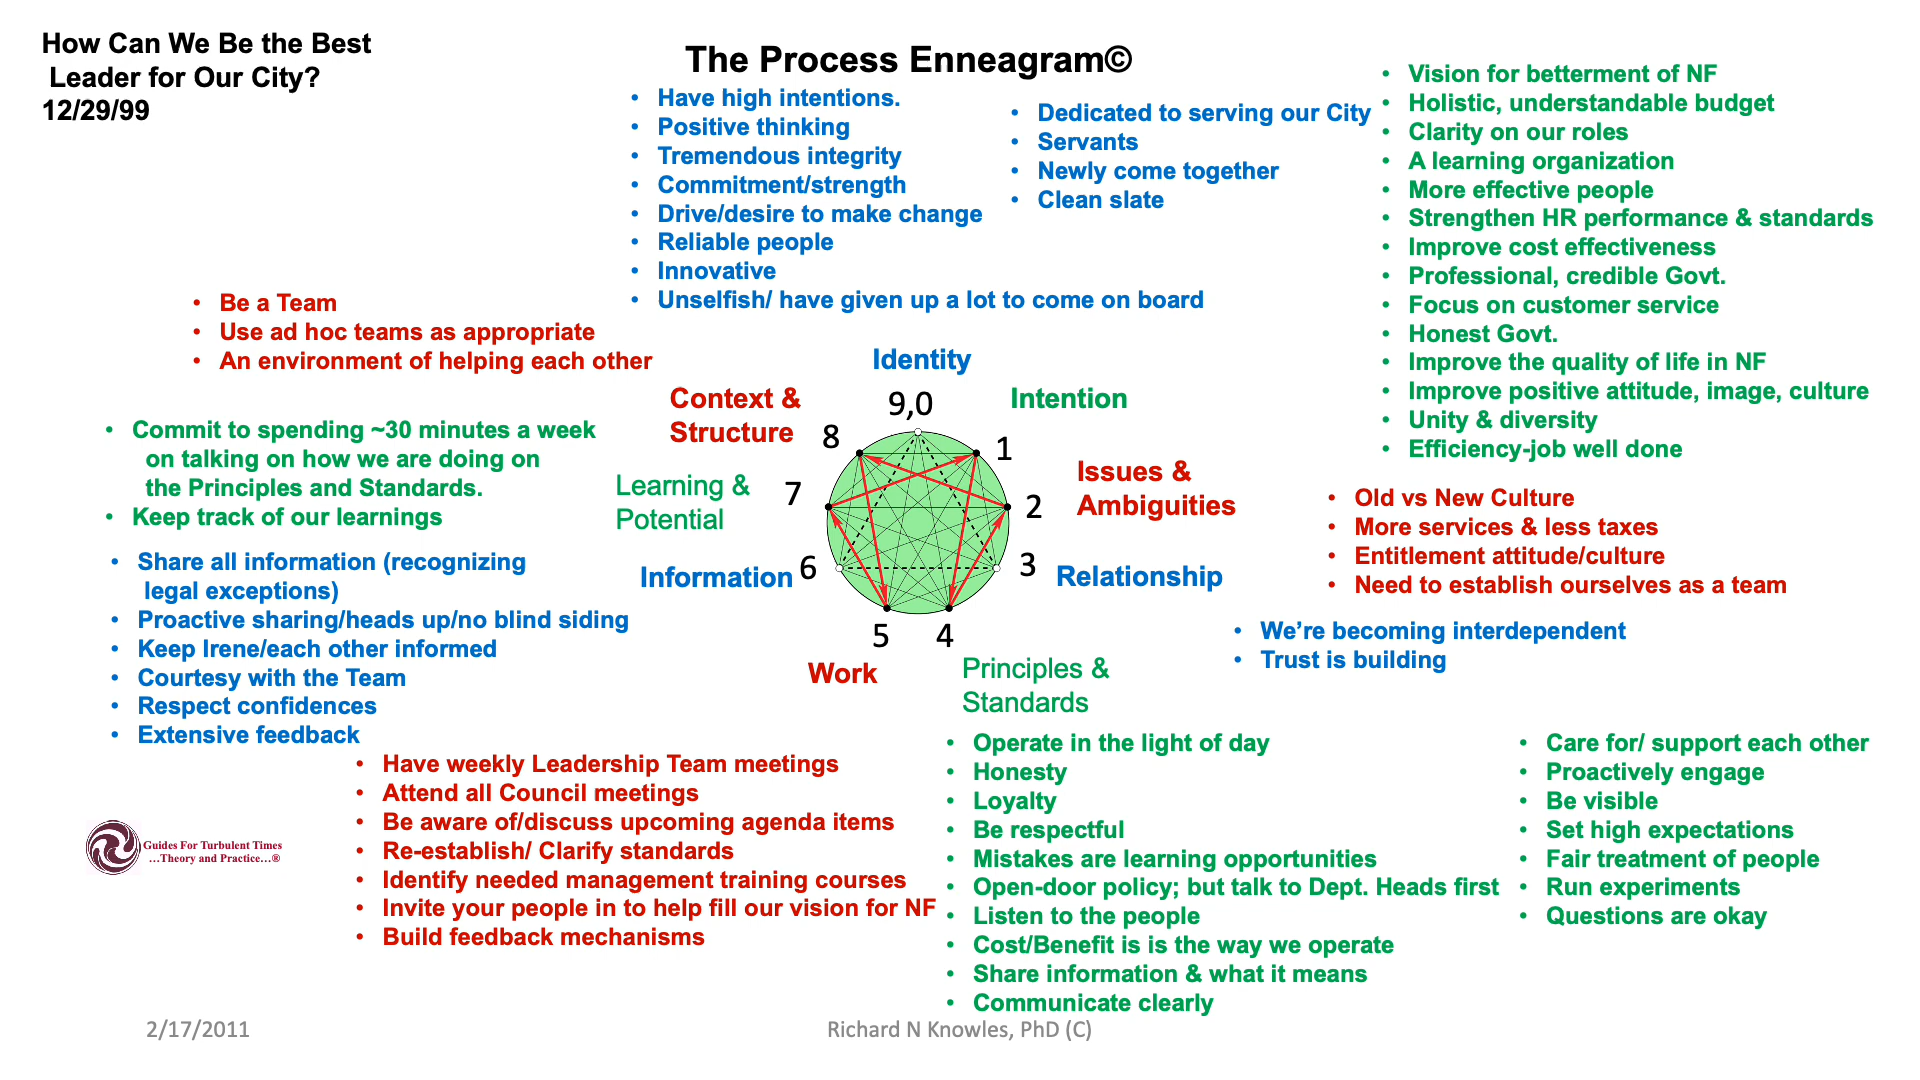 How Can We Be the Best
Leader for Our City?
12/29/99
The Process Enneagram©
• Have high intentions.
• Positive thinking
• Tremendous integrity
• Commitment/strength
• Drive/desire to make change
• Reliable people
• Innovative
• Unselfish/ have given up a lot to come on board
• Dedicated to serving our City
• Servants
• Newly come together
• Clean slate
• Vision for betterment of NF
• Holistic, understandable budget
• Clarity on our roles
• A learning organization
• More effective people
• Strengthen HR performance & standards
• Improve cost effectiveness
• Professional, credible Govt.
• Focus on customer service
• Honest Govt.
• Improve the quality of life in NF
• Improve positive attitude, image, culture
• Unity & diversity
• Efficiency-job well done
• Be a Team
• Use ad hoc teams as appropriate
• An environment of helping each other
Identity
9,0
Context &
Structure
8
Intention
1
• Commit to spending ~30 minutes a week
on talking on how we are doing on
the Principles and Standards.
• Keep track of our learnings
Learning &
Potential
7
Issues &
Ambiguities
2
• Old vs New Culture
• More services & less taxes
• Entitlement attitude/culture
• Need to establish ourselves as a team
• Share all information (recognizing
legal exceptions)
• Proactive sharing/heads up/no blind siding
• Keep Irene/each other informed
• Courtesy with the Team
• Respect confidences
• Extensive feedback
Information
6
3
Relationship
• We’re becoming interdependent
• Trust is building
5
Work
4
Principles &
Standards
• Have weekly Leadership Team meetings
• Attend all Council meetings
• Be aware of/discuss upcoming agenda items
• Re-establish/ Clarify standards
• Identify needed management training courses
• Invite your people in to help fill our vision for NF
• Build feedback mechanisms
• Operate in the light of day
• Honesty
• Loyalty
• Be respectful
• Mistakes are learning opportunities
• Open-door policy; but talk to Dept. Heads first
• Listen to the people
• Cost/Benefit is is the way we operate
• Share information & what it means
• Communicate clearly
• Care for/ support each other
• Proactively engage
• Be visible
• Set high expectations
• Fair treatment of people
• Run experiments
• Questions are okay
Guides For Turbulent Times
…Theory and Practice…®
2/17/2011
Richard N Knowles, PhD (C)